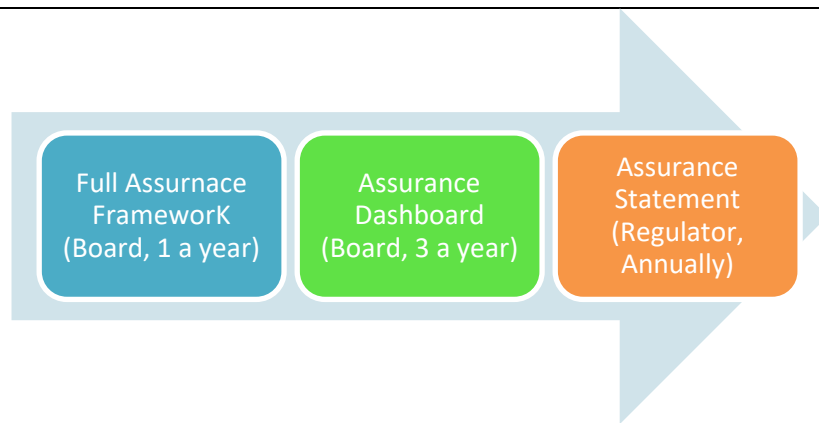 Full Assurnace
FrameworK
(Board, 1 a year)
Assurance
Dashboard
(Board, 3 a year)
Assurance
Statement
(Regulator,
Annually)